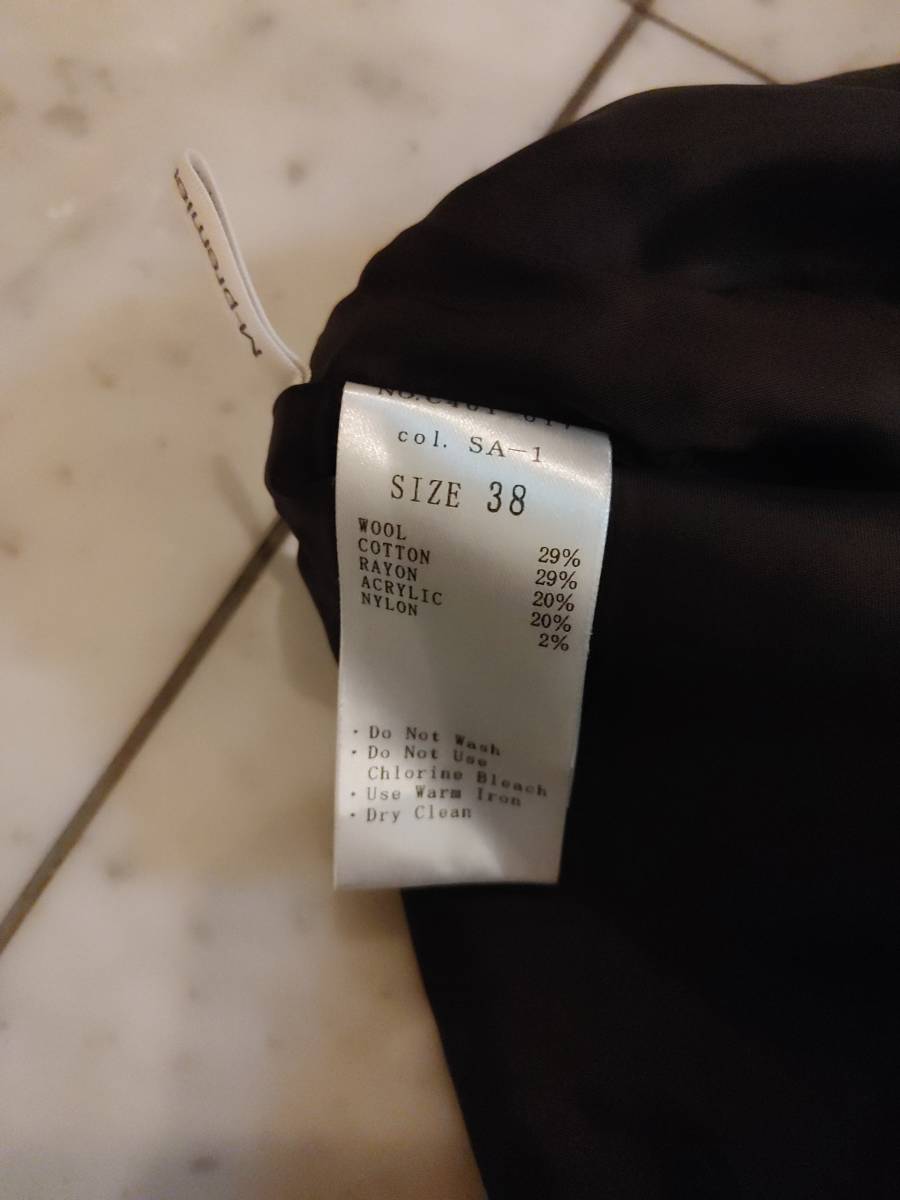 M-premier
col. SA-1
SIZE 38
WOOL 29%
COTTON 29%
RAYON 20%
ACRYLIC 20%
NYLON 2%
・Do Not Wash
・Do Not Use
Chlorine Bleach
・Use Warm Iron
・Dry Clean